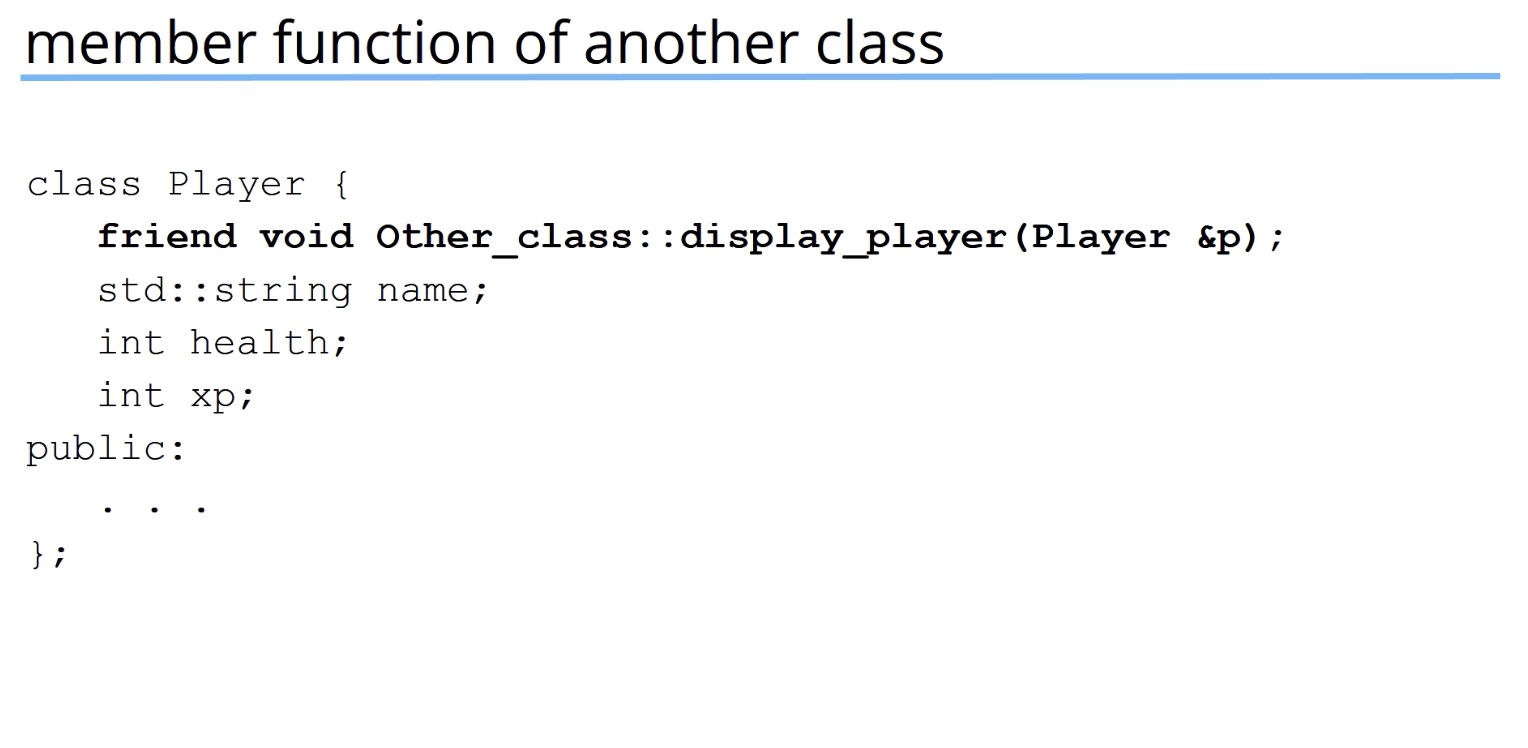 member function of another class
class Player {
friend void Other_class::display_player(Player &p);
std::string name;
int health;
int xp;
public:
. . .
};